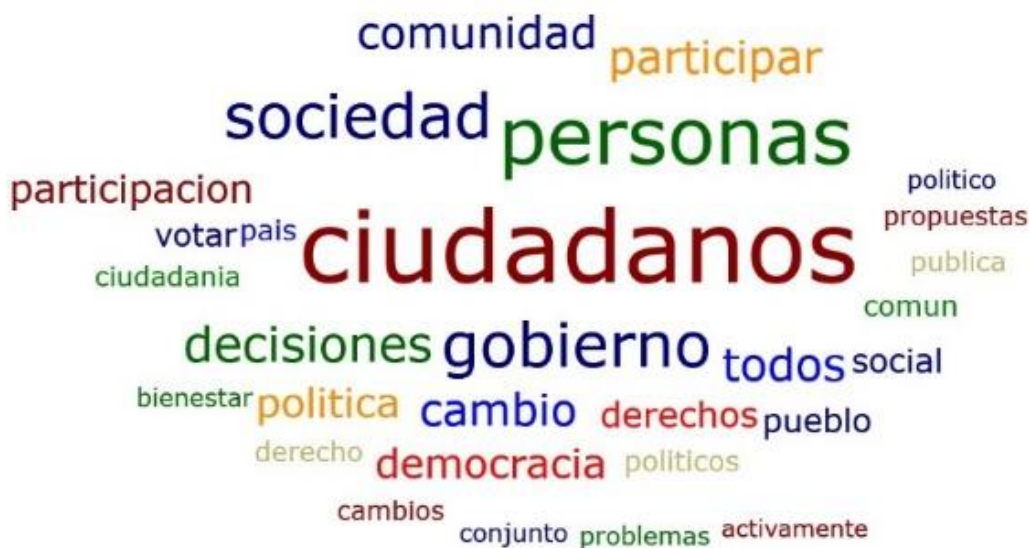 comunidad participar
sociedad personas
participacion politico
votar pais ciudadanos propuestas
ciudadania publica
comun
decisiones gobierno todos social
bienestar politica cambio derechos pueblo
derecho democracia politicos
cambios conjunto problemas activamente